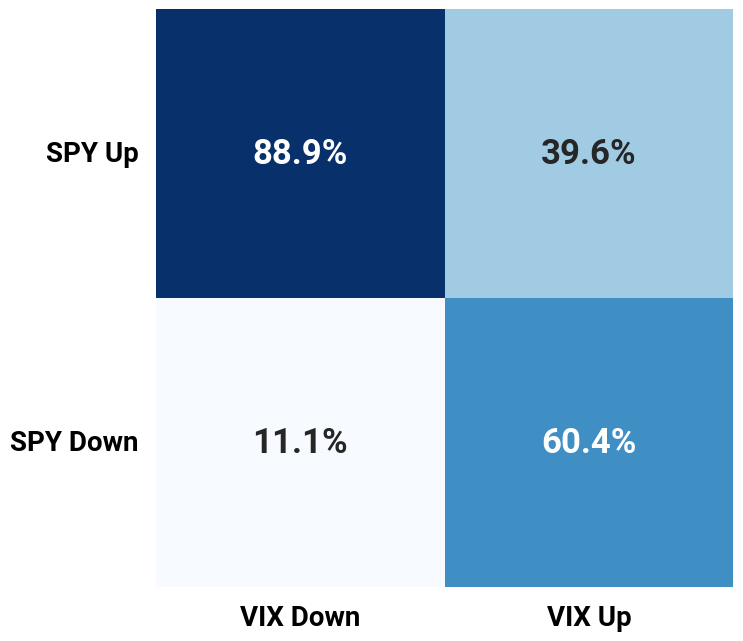 SPY Up
88.9%
39.6%
SPY Down
11.1%
60.4%
VIX Down
VIX Up